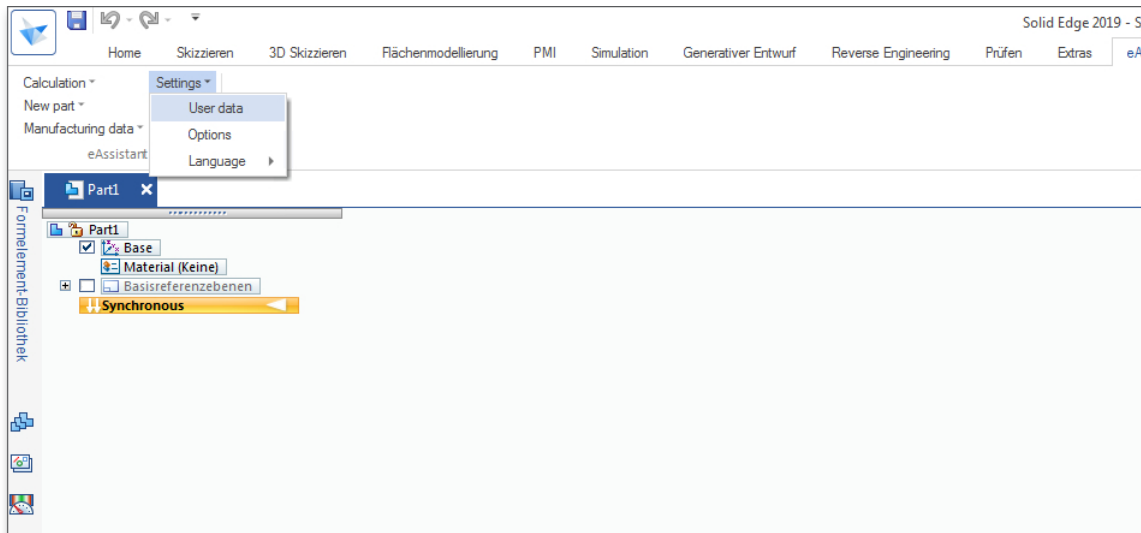 Solid Edge 2019 - S
Home Skizzieren 3D Skizzieren Flächenmodellierung PMI Simulation Generativer Entwurf Reverse Engineering Prüfen Extras eA
Calculation Settings
New part User data
Manufacturing data Options
eAssistant Language
Part1
Formelement-Bibliothek
Part1
Base
Material (Keine)
Basisreferenzebenen
Synchronous